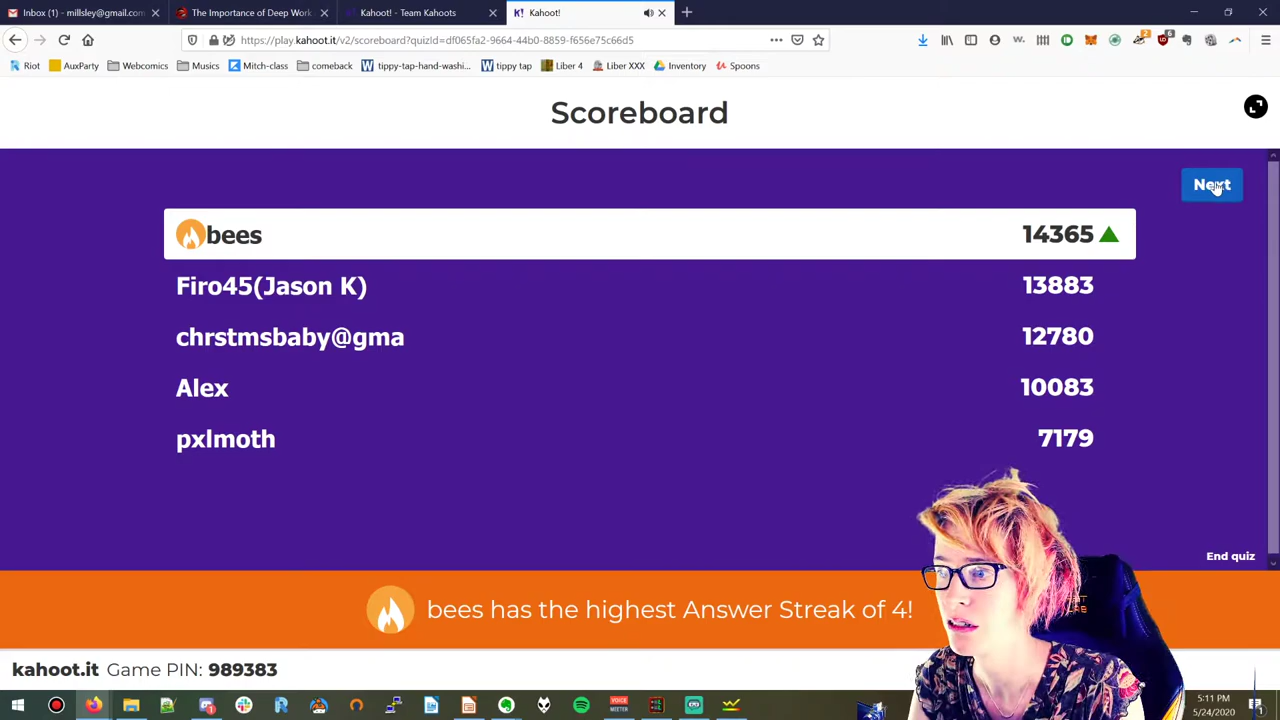 Inbox (1) - millsley@gmail.com
The Importance of Deep Work
Kahoot! - Team Kahoots
Kahoot!
https://play.kahoot.it/v2/scoreboard?quizId=df065fa2-9664-44b0-8859-f656e75c66d5
Riot
AuxParty
Webcomics
Musics
Mitch-class
comeback
tippy-tap-hand-washi...
tippy tap
Liber 4
Liber XXX
Inventory
Spoons
Scoreboard
Next
bees 14365
Firo45(Jason K) 13883
chrstmsbaby@gma 12780
Alex 10083
pxlmoth 7179
End quiz
bees has the highest Answer Streak of 4!
kahoot.it Game PIN: 989383
5:11 PM
5/24/2020